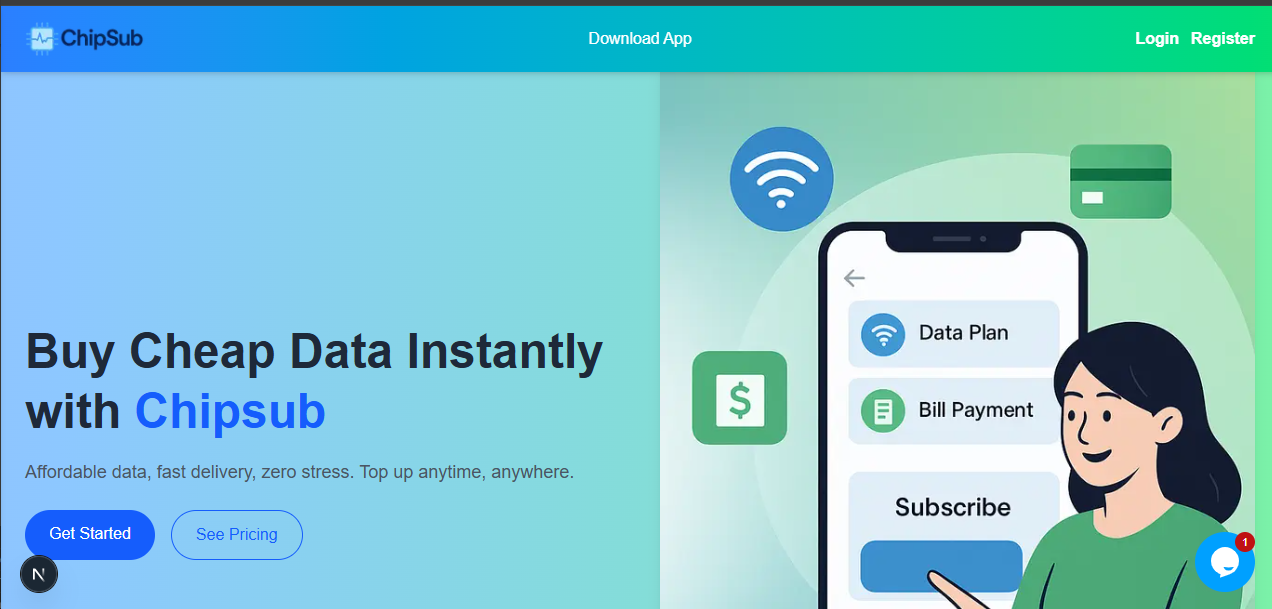 ChipSub
Download App
Login Register
Buy Cheap Data Instantly
with Chipsub
Affordable data, fast delivery, zero stress. Top up anytime, anywhere.
Get Started
See Pricing
N
$
Data Plan
Bill Payment
Subscribe
1